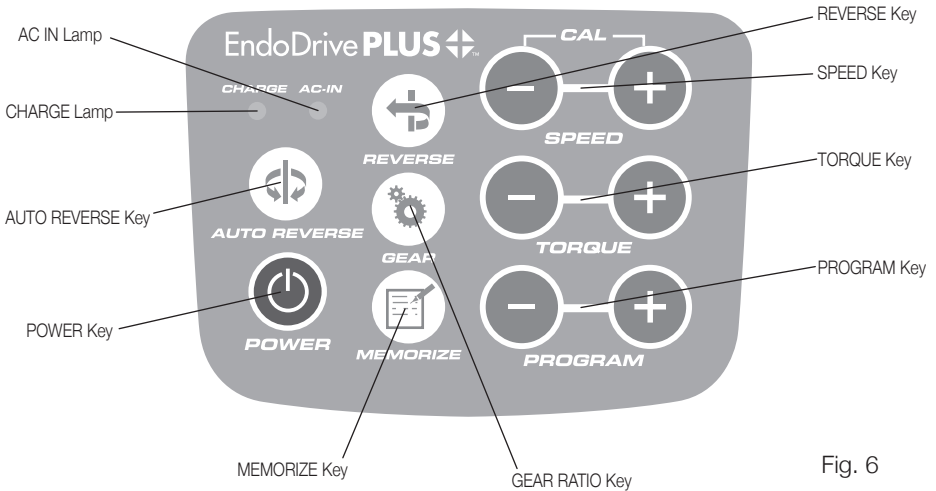 REVERSE Key
AC IN Lamp
EndoDrive PLUS ™
CAL
SPEED Key
CHARGE AC-IN
CHARGE Lamp
SPEED
REVERSE
TORQUE Key
AUTO REVERSE Key
AUTO REVERSE
TORQUE
GEAR
PROGRAM Key
POWER Key
POWER
MEMORIZE
PROGRAM
MEMORIZE Key
GEAR RATIO Key
Fig. 6